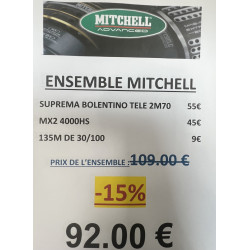 MITCHELL
ADVANCED
ENSEMBLE MITCHELL
SUPREMA BOLENTINO TELE 2M70 55€
MX2 4000HS 45€
135M DE 30/100 9€
PRIX DE L'ENSEMBLE : 109.00 €
-15%
92.00 €